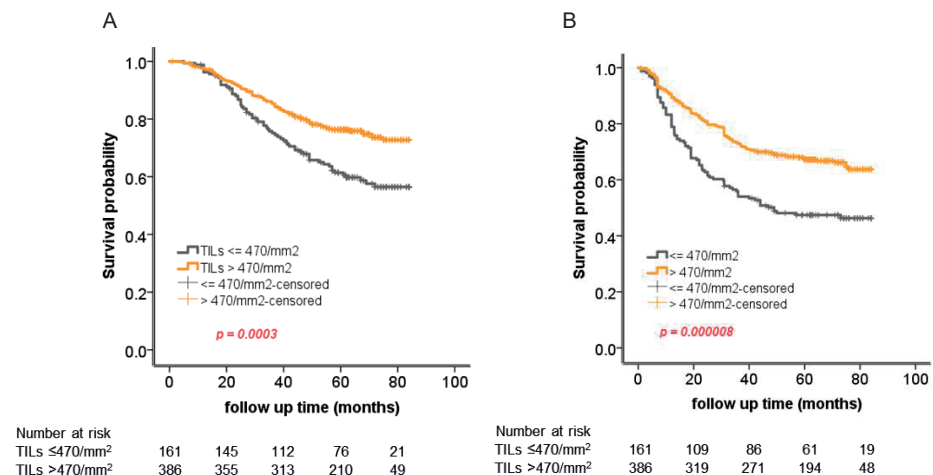 A
Survival probability
1.0
0.8
0.6
0.4
0.2
0.0
TILs <= 470/mm2
TILs > 470/mm2
<= 470/mm2-censored
> 470/mm2-censored
p = 0.0003
0 20 40 60 80 100
follow up time (months)
Number at risk
TILs ≤470/mm² 161 145 112 76 21
TILs >470/mm² 386 355 313 210 49
B
Survival probability
1.0
0.8
0.6
0.4
0.2
0.0
<= 470/mm2
> 470/mm2
<= 470/mm2-censored
> 470/mm2-censored
p = 0.000008
0 20 40 60 80 100
follow up time (months)
Number at risk
TILs ≤470/mm² 161 109 86 61 19
TILs >470/mm² 386 319 271 194 48